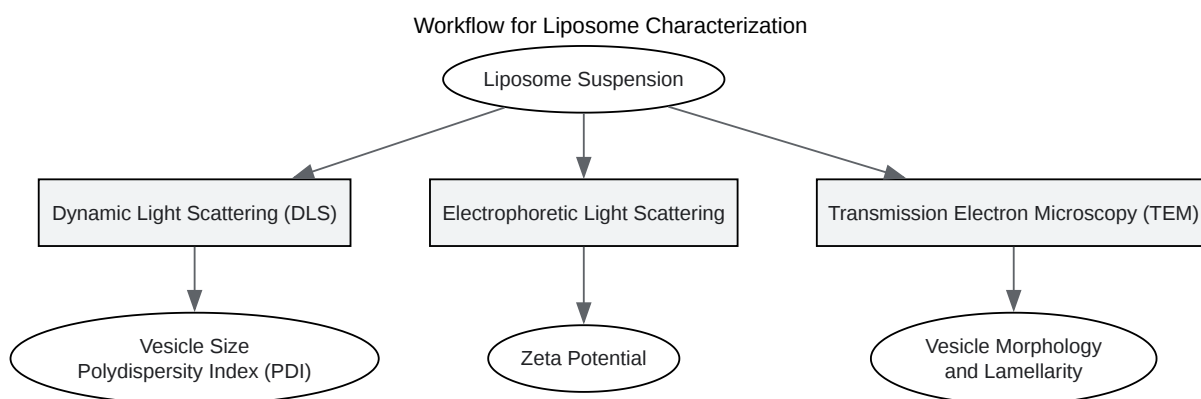 Workflow for Liposome Characterization
Liposome Suspension
Dynamic Light Scattering (DLS)
Electrophoretic Light Scattering
Transmission Electron Microscopy (TEM)
Vesicle Size
Polydispersity Index (PDI)
Zeta Potential
Vesicle Morphology
and Lamellarity